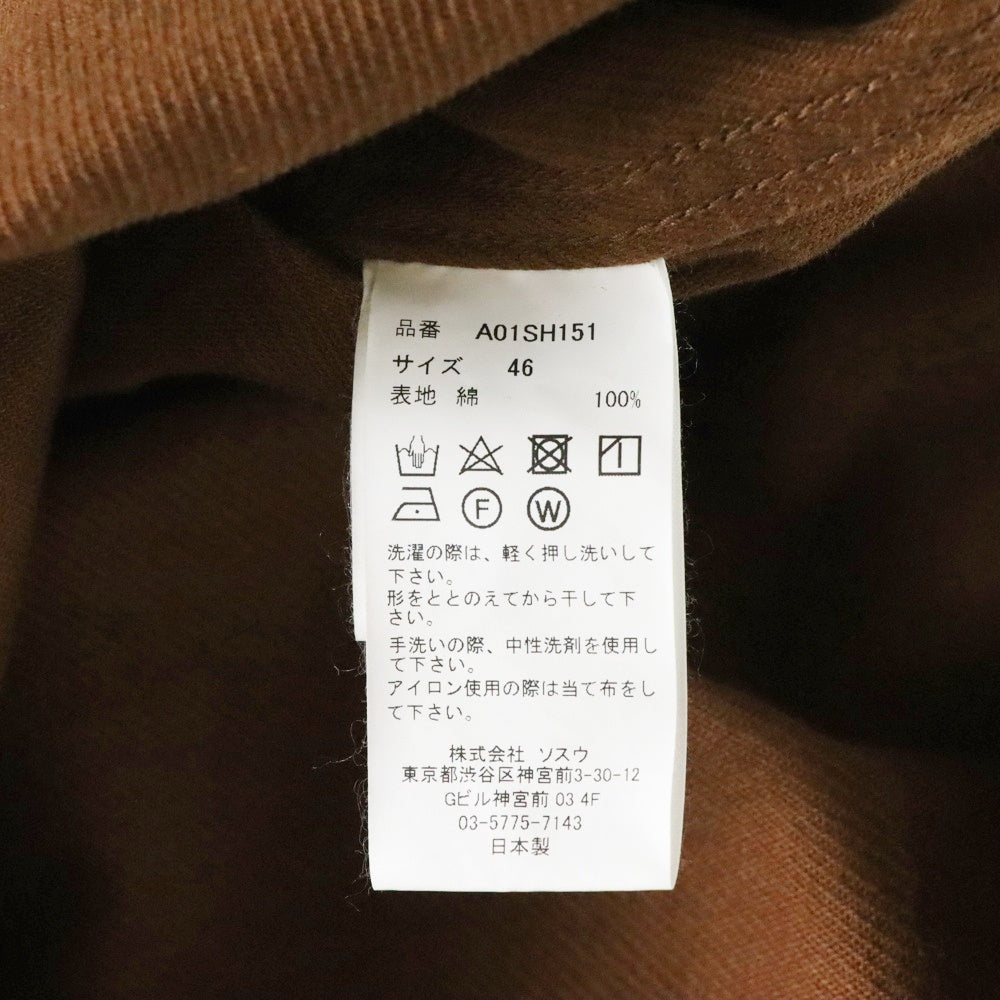 品番 A01SH151
サイズ 46
表地 綿 100%
F W
洗濯の際は、軽く押し洗いして
下さい。
形をととのえてから干して下
さい。
手洗いの際、中性洗剤を使用し
て下さい。
アイロン使用の際は当て布をし
て下さい。
株式会社 ソスウ
東京都渋谷区神宮前3-30-12
Gビル神宮前 03 4F
03-5775-7143
日本製